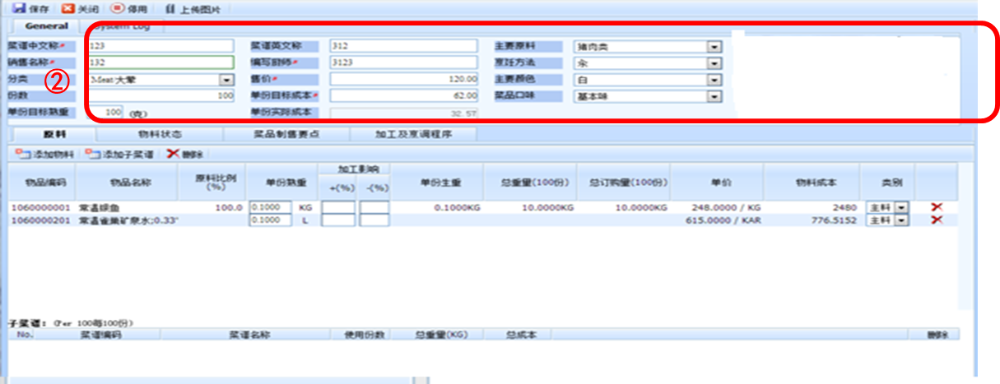 保存 关闭 停用 上传图片
General System Log
菜谱中文称* 123 菜谱英文称 312 主要原料 猪肉类
销售名称* 132 编写厨师* 3123 烹饪方法 汆
分类 Meat 大荤 售价* 120.00 主要颜色 白
②
份数 100 单份目标成本* 62.00 菜品口味 基本味
单份目标熟重 100 (克) 单份实际成本 32.57
原料 物料状态 菜品制售要点 加工及烹调程序
添加物料 添加子菜谱 删除
物品编码 物品名称 原料比例(%) 单份熟重 加工影响 +(%) -(%) 单份生重 总重量(100份) 总订购量(100份) 单价 物料成本 类别
1060000001 常温 100.0 0.1000 KG 0.1000KG 10.0000KG 10.0000KG 248.0000 / KG 2480 主料
1060000201 常温雀巢矿泉水;0.33" 0.1000 L 615.0000 / KAR 776.5152 主料
子菜谱: (Per 100每100份)
No. 菜谱编码 菜谱名称 使用份数 总重量(KG) 总成本 删除